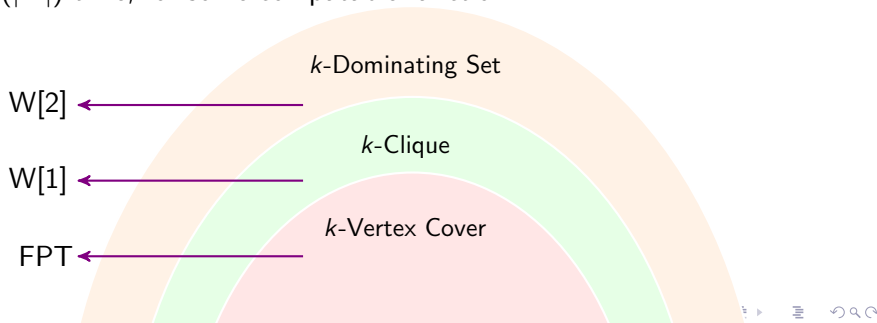 k-Dominating Set
W[2]
k-Clique
W[1]
k-Vertex Cover
FPT